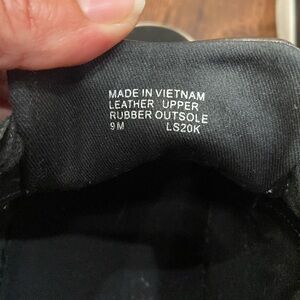 MADE IN VIETNAM
LEATHER UPPER
RUBBER OUTSOLE
9M LS20K